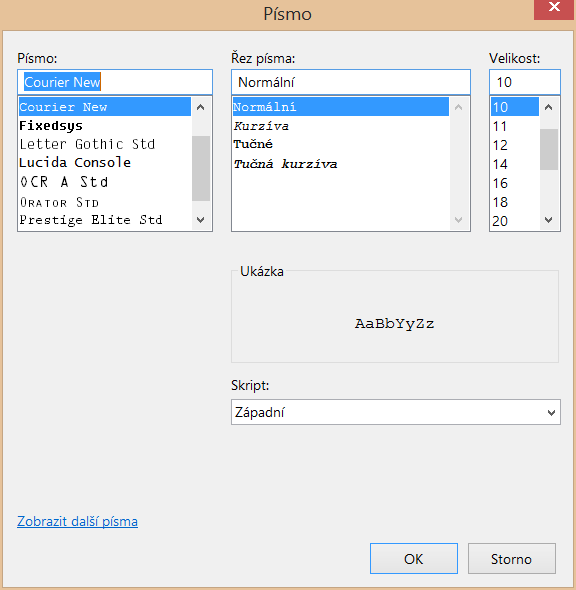 Písmo
Písmo:
Courier New
Courier New
Fixedsys
Letter Gothic Std
Lucida Console
OCR A Std
Orator Std
Prestige Elite Std
Řez písma:
Normální
Normální
Kurzíva
Tučné
Tučná kurzíva
Velikost:
10
10
11
12
14
16
18
20
Ukázka
AaBbYyZz
Skript:
Západní
Zobrazit další písma
OK
Storno